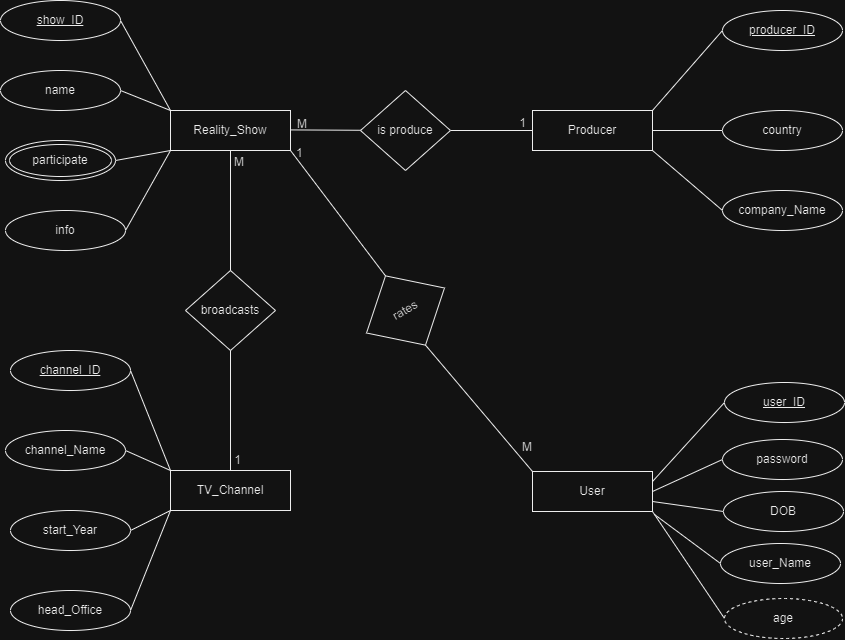 show_ID
name
participate
info
Reality_Show
M
is produce
1
Producer
producer_ID
country
company_Name
M
1
broadcasts
rates
channel_ID
channel_Name
start_Year
head_Office
1
TV_Channel
M
User
user_ID
password
DOB
user_Name
age